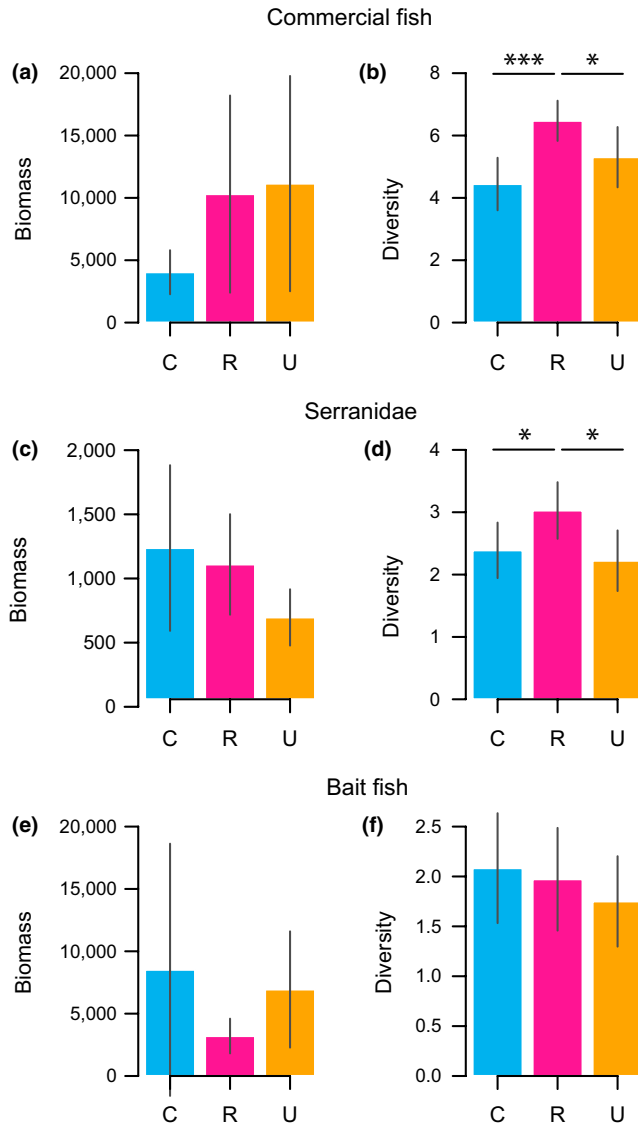 Commercial fish
(a)
20,000
15,000
10,000
5,000
0
Biomass
C R U
(b)
*** *
8
6
4
2
0
Diversity
C R U
Serranidae
(c)
2,000
1,500
1,000
500
0
Biomass
C R U
(d)
* *
4
3
2
1
0
Diversity
C R U
Bait fish
(e)
20,000
15,000
10,000
5,000
0
Biomass
C R U
(f)
2.5
2.0
1.5
1.0
0.5
0.0
Diversity
C R U